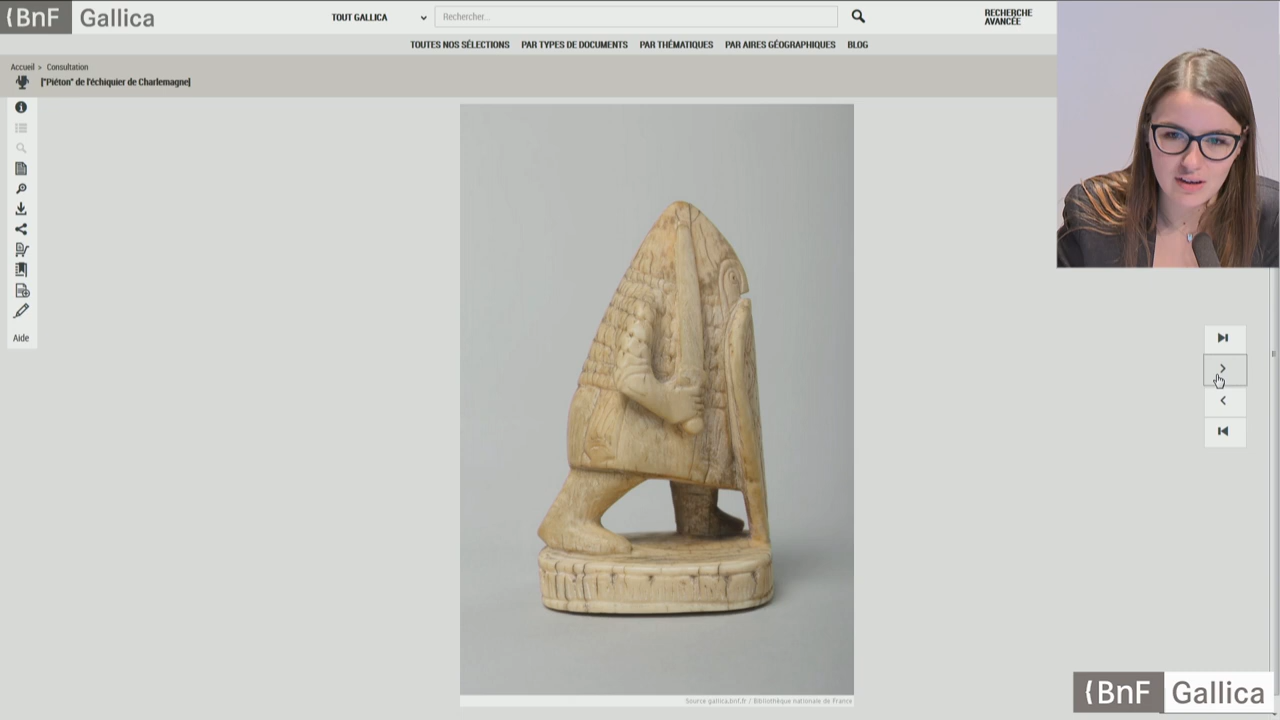 BnF Gallica
TOUT GALLICA
Rechercher...
RECHERCHE
AVANCÉE
TOUTES NOS SÉLECTIONS PAR TYPES DE DOCUMENTS PAR THÉMATIQUES PAR AIRES GÉOGRAPHIQUES BLOG
Accueil > Consultation
["Piéton" de l'échiquier de Charlemagne]
Aide
Source gallica.bnf.fr / Bibliothèque nationale de France
BnF Gallica